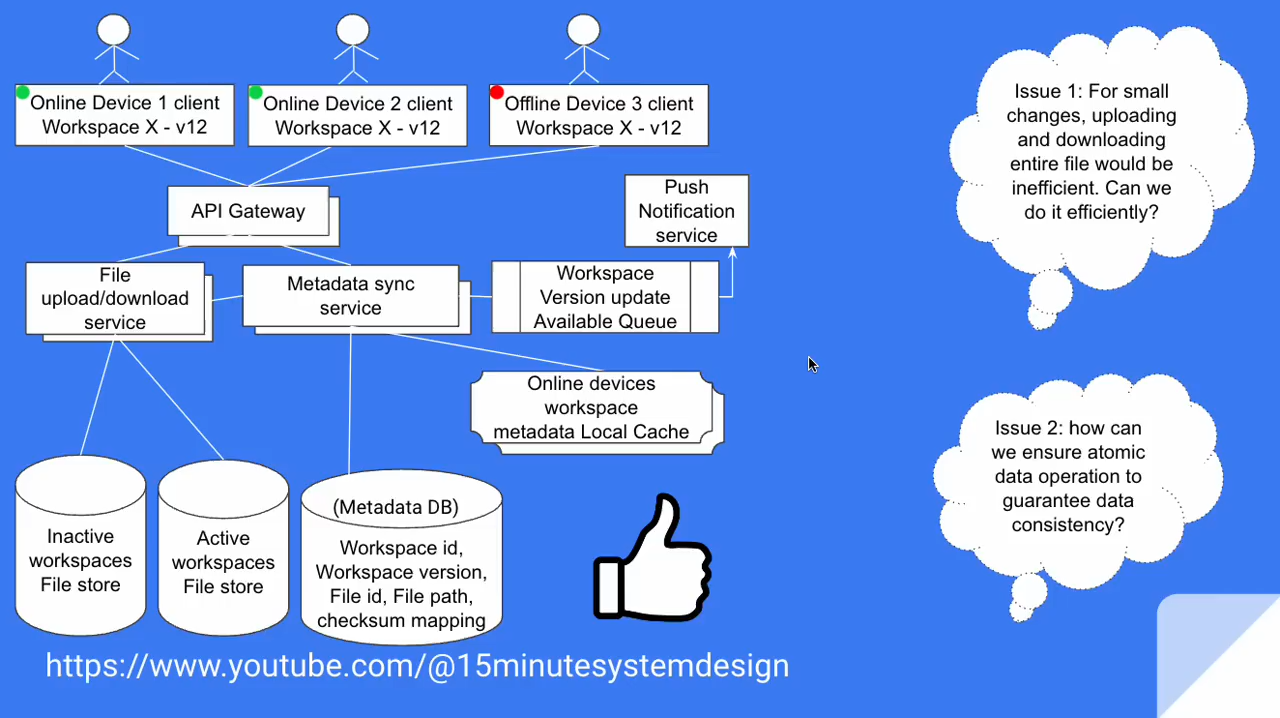 Online Device 1 client
Workspace X - v12
Online Device 2 client
Workspace X - v12
Offline Device 3 client
Workspace X - v12
API Gateway
Push
Notification
service
File
upload/download
service
Metadata sync
service
Workspace
Version update
Available Queue
Online devices
workspace
metadata Local Cache
Inactive
workspaces
File store
Active
workspaces
File store
(Metadata DB)
Workspace id,
Workspace version,
File id, File path,
checksum mapping
Issue 1: For small
changes, uploading
and downloading
entire file would be
inefficient. Can we
do it efficiently?
Issue 2: how can
we ensure atomic
data operation to
guarantee data
consistency?
https://www.youtube.com/@15minutesystemdesign